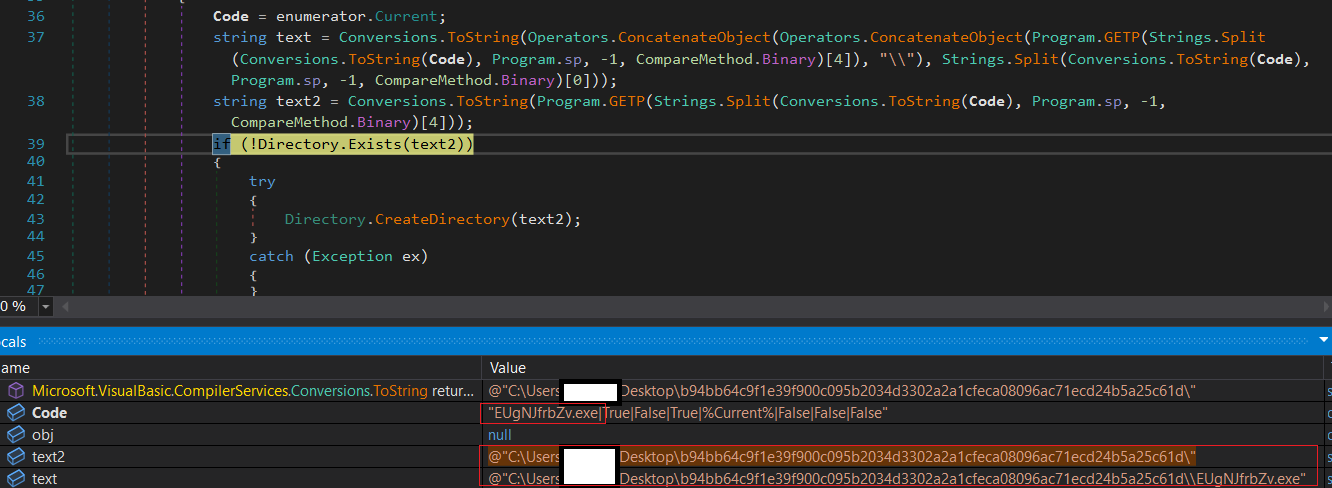 36 Code = enumerator.Current;
37 string text = Conversions.ToString(Operators.ConcatenateObject(Operators.ConcatenateObject(Program.GETP(Strings.Split
(Conversions.ToString(Code), Program.sp, -1, CompareMethod.Binary)[4]), "\\"), Strings.Split(Conversions.ToString(Code),
Program.sp, -1, CompareMethod.Binary)[0]));
38 string text2 = Conversions.ToString(Program.GETP(Strings.Split(Conversions.ToString(Code), Program.sp, -1,
CompareMethod.Binary)[4]));
39 if (!Directory.Exists(text2))
40 {
41 try
42 {
43 Directory.CreateDirectory(text2);
44 }
45 catch (Exception ex)
46 {
47 }
0 %
ocals
ame Value
Microsoft.VisualBasic.CompilerServices.Conversions.ToString retur... @"C:\Users Desktop\b94bb64c9f1e39f900c095b2034d3302a2a1cfeca08096ac71ecd24b5a25c61d\"
Code "EUgNJfrbZv.exe|True|False|True|%Current%|False|False|False"
obj null
text2 @"C:\Users Desktop\b94bb64c9f1e39f900c095b2034d3302a2a1cfeca08096ac71ecd24b5a25c61d\"
text @"C:\Users Desktop\b94bb64c9f1e39f900c095b2034d3302a2a1cfeca08096ac71ecd24b5a25c61d\\EUgNJfrbZv.exe"